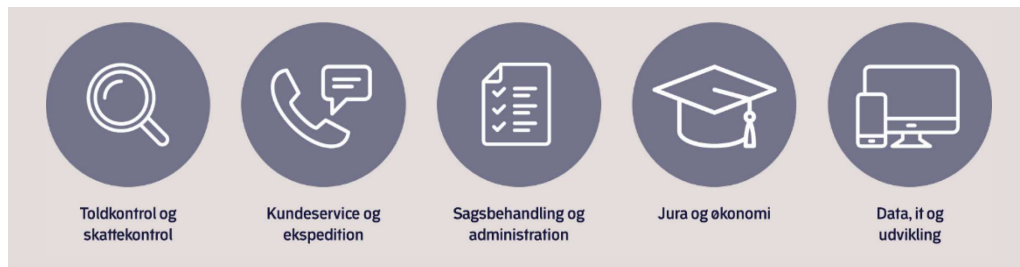 Toldkontrol og
skattekontrol
Kundeservice og
ekspedition
Sagsbehandling og
administration
Jura og økonomi
Data, it og
udvikling